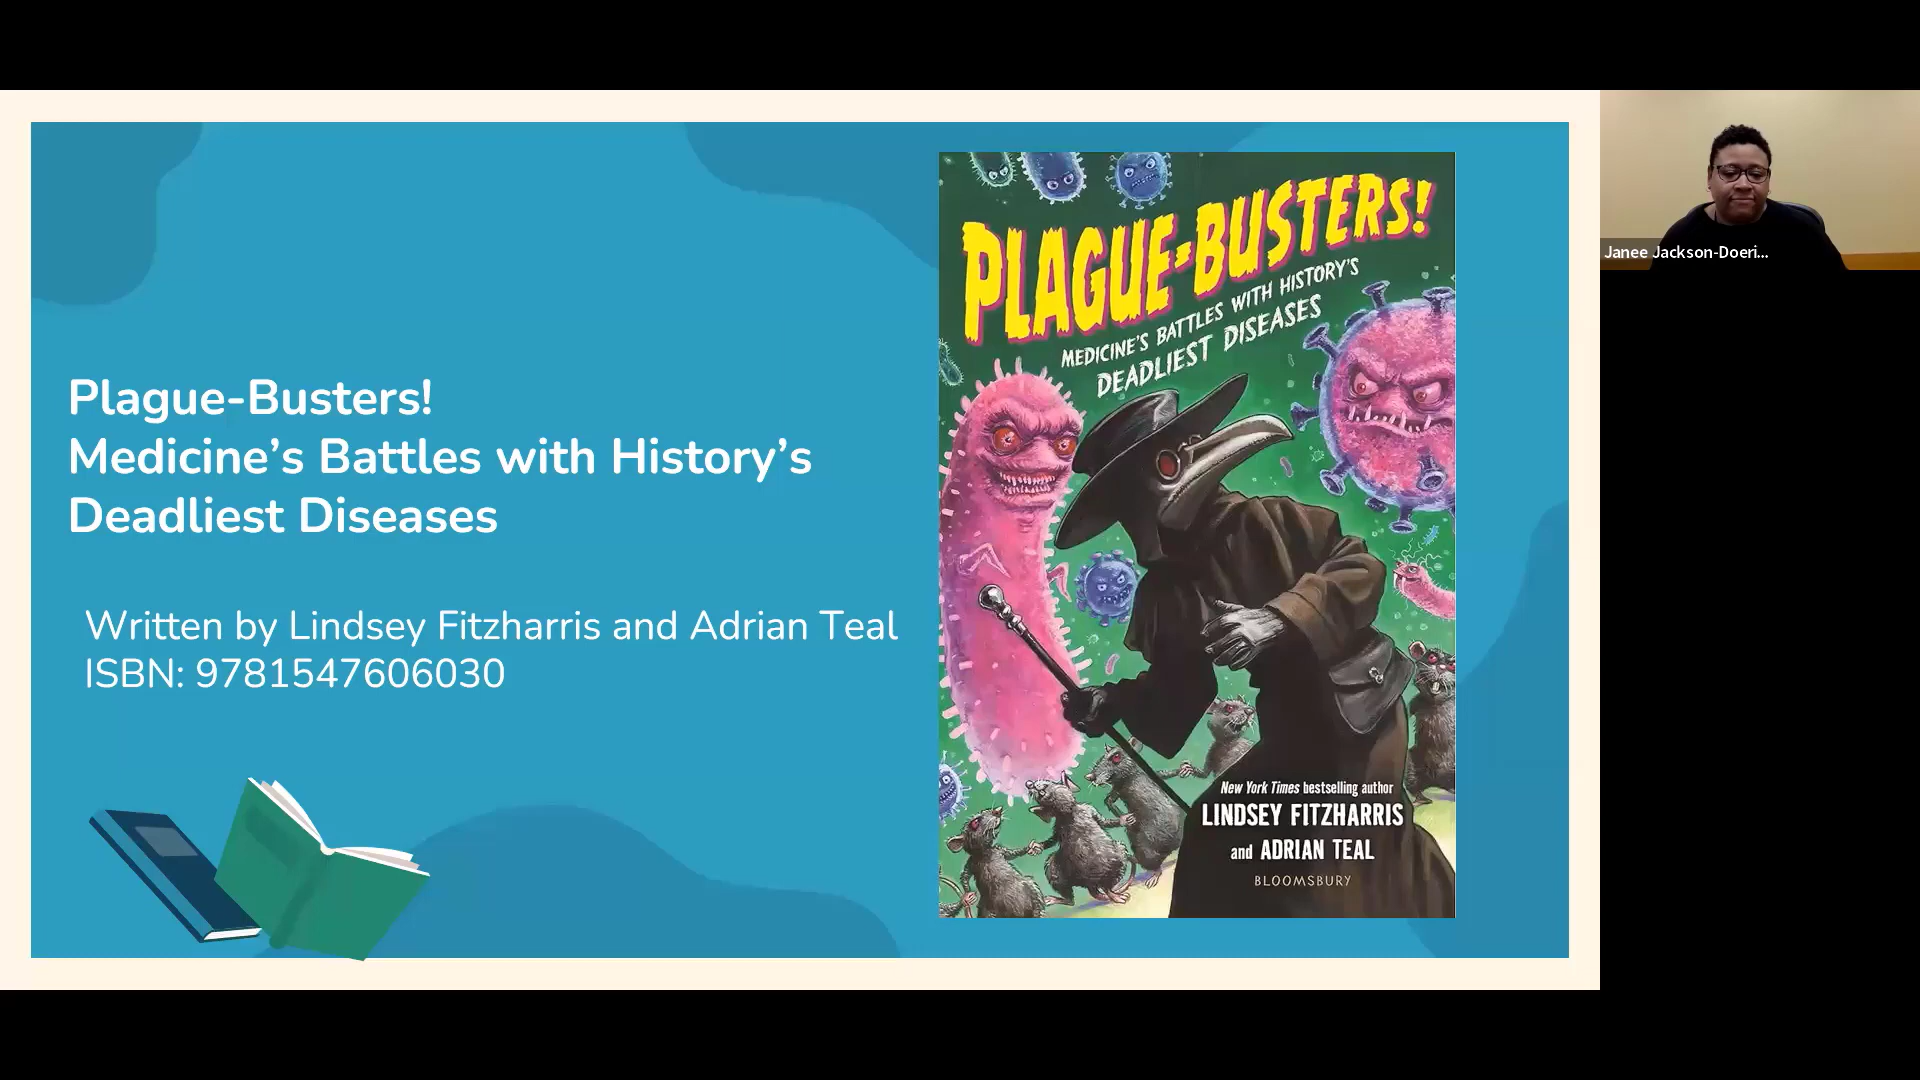 Plague-Busters!
Medicine’s Battles with History’s
Deadliest Diseases
Written by Lindsey Fitzharris and Adrian Teal
ISBN: 9781547606030
PLAGUE-BUSTERS!
MEDICINE’S BATTLES WITH HISTORY’S
DEADLIEST DISEASES
New York Times bestselling author
LINDSEY FITZHARRIS
and ADRIAN TEAL
BLOOMSBURY
Janee Jackson-Doeri...